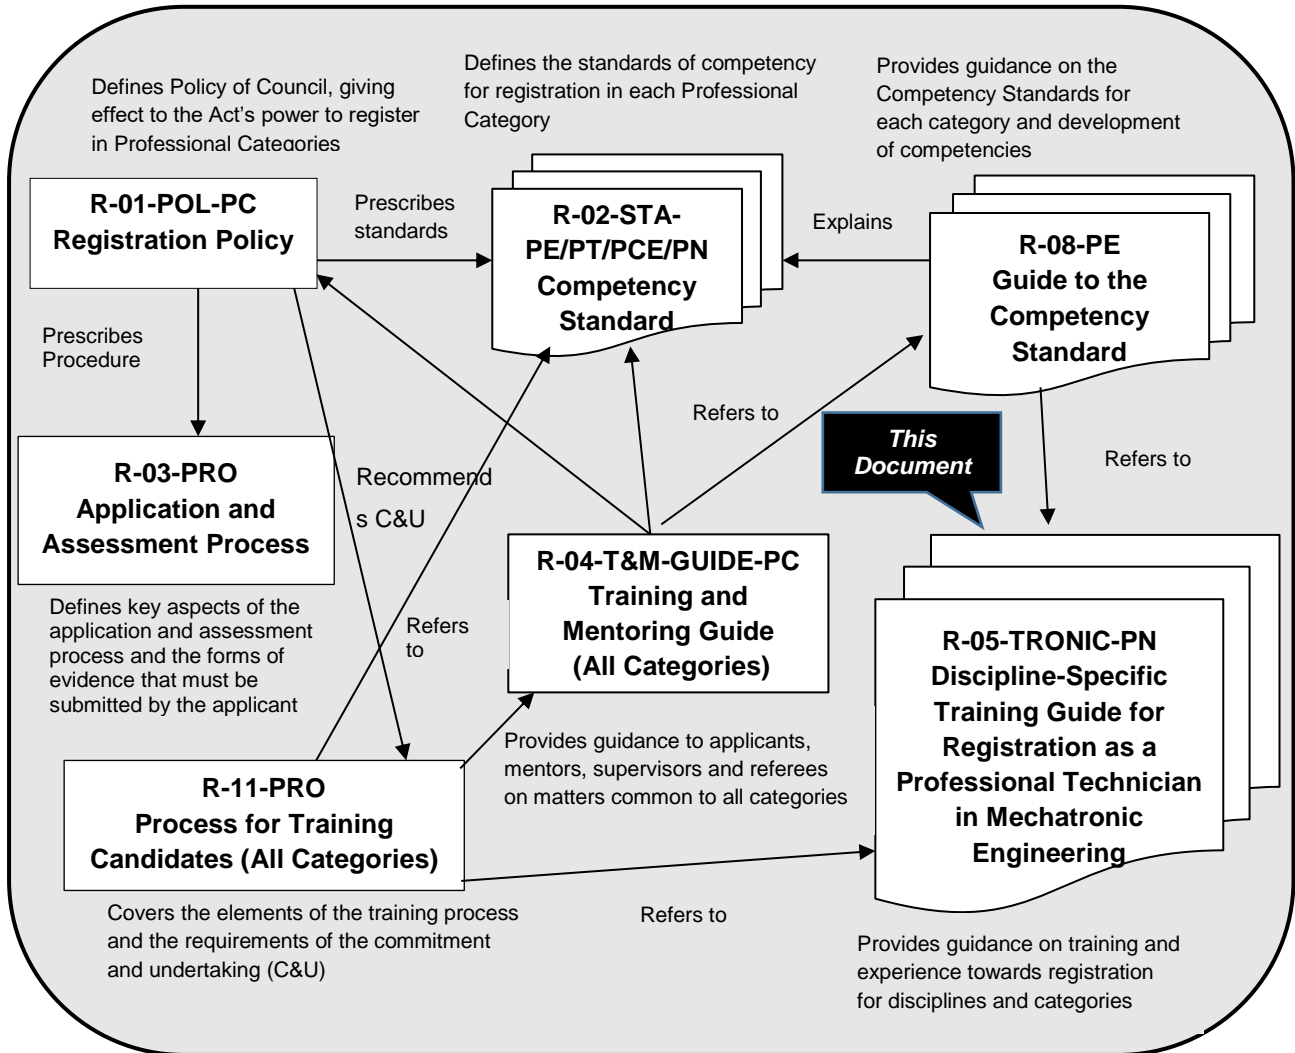 Defines Policy of Council, giving
effect to the Act's power to register
in Professional Categories
Defines the standards of competency
for registration in each Professional
Category
Provides guidance on the
Competency Standards for
each category and development
of competencies
R-01-POL-PC
Registration Policy
Prescribes
standards
R-02-STA-
PE/PT/PCE/PN
Competency
Standard
Explains
R-08-PE
Guide to the
Competency
Standard
Prescribes
Procedure
Refers to
This
Document
Refers to
R-03-PRO
Application and
Assessment Process
Recommend
s C&U
Defines key aspects of the
application and assessment
process and the forms of
evidence that must be
submitted by the applicant
Refers
to
R-04-T&M-GUIDE-PC
Training and
Mentoring Guide
(All Categories)
Provides guidance to applicants,
mentors, supervisors and referees
on matters common to all categories
R-05-TRONIC-PN
Discipline-Specific
Training Guide for
Registration as a
Professional Technician
in Mechatronic
Engineering
R-11-PRO
Process for Training
Candidates (All Categories)
Covers the elements of the training process
and the requirements of the commitment
and undertaking (C&U)
Refers to
Provides guidance on training and
experience towards registration
for disciplines and categories